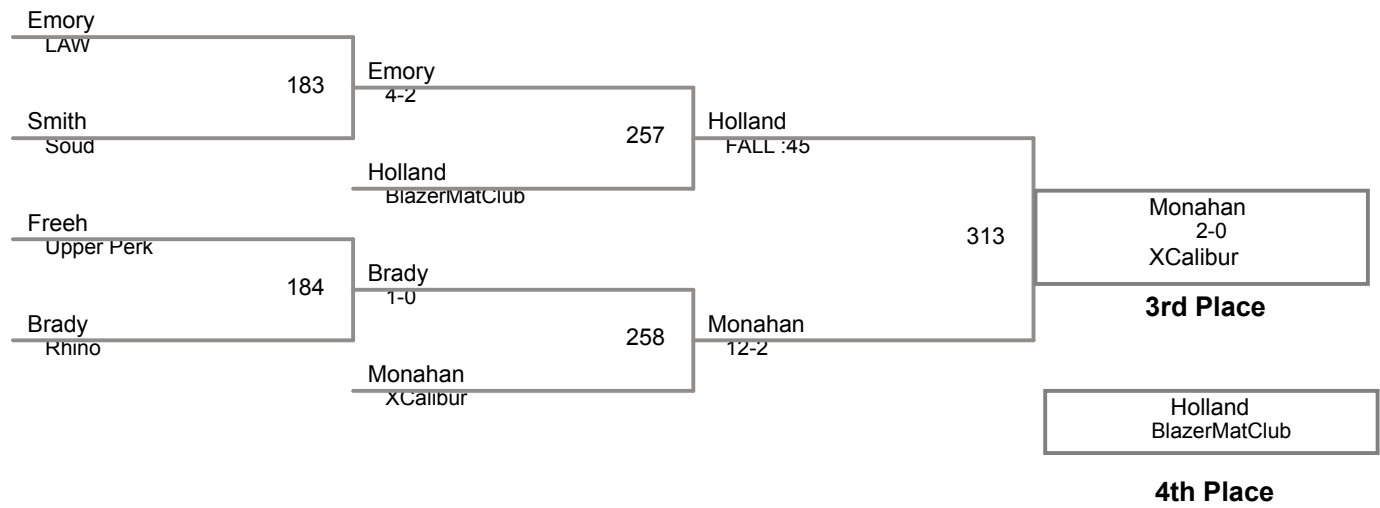 Emory
LAW
183
Emory
4-2
Smith
Soud
257
Holland
FALL :45
Holland
BlazerMatClub
Freeh
Upper Perk
313
Monahan
2-0
XCalibur
3rd Place
184
Brady
1-0
Brady
Rhino
258
Monahan
12-2
Monahan
XCalibur
Holland
BlazerMatClub
4th Place